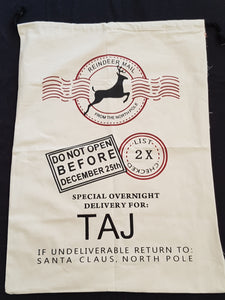 REINDEER MAIL
FROM THE NORTH POLE
DO NOT OPEN
BEFORE
DECEMBER 25th
LIST
2X
CHECKED
SPECIAL OVERNIGHT
DELIVERY FOR:
TAJ
IF UNDELIVERABLE RETURN TO:
SANTA CLAUS, NORTH POLE